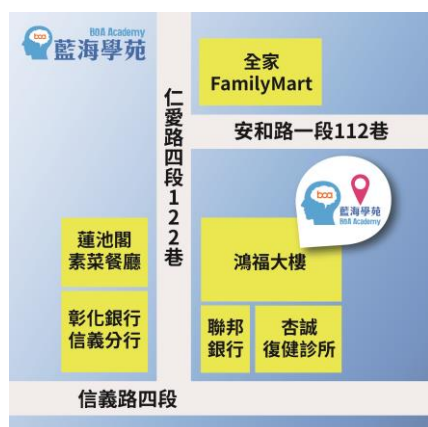 BOA Academy
藍海學苑
全家
FamilyMart
仁愛路四段122巷
安和路一段112巷
boa
藍海學苑
BOA Academy
蓮池閣
素菜餐廳
鴻福大樓
彰化銀行
信義分行
聯邦
銀行
杏誠
復健診所
信義路四段